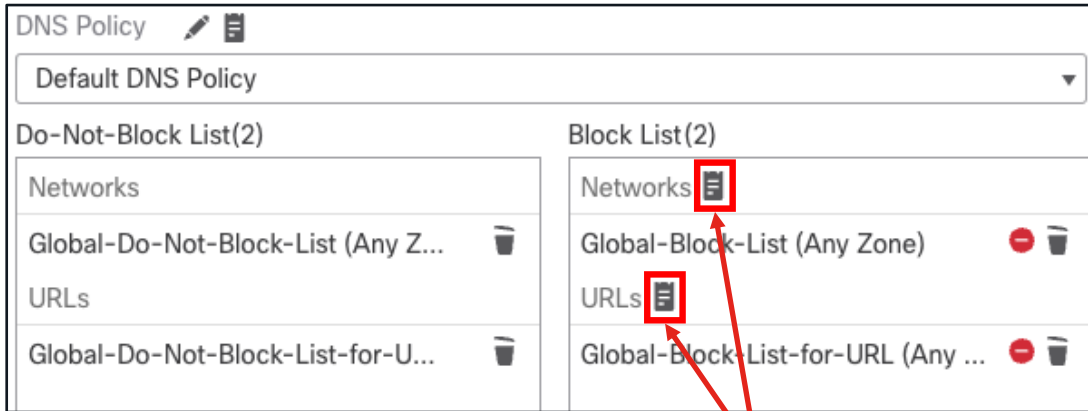 DNS Policy
Default DNS Policy
Do-Not-Block List(2)
Block List(2)
Networks
Networks
Global-Do-Not-Block-List (Any Z...
Global-Block-List (Any Zone)
URLs
URLs
Global-Do-Not-Block-List-for-U...
Global-Block-List-for-URL (Any ...